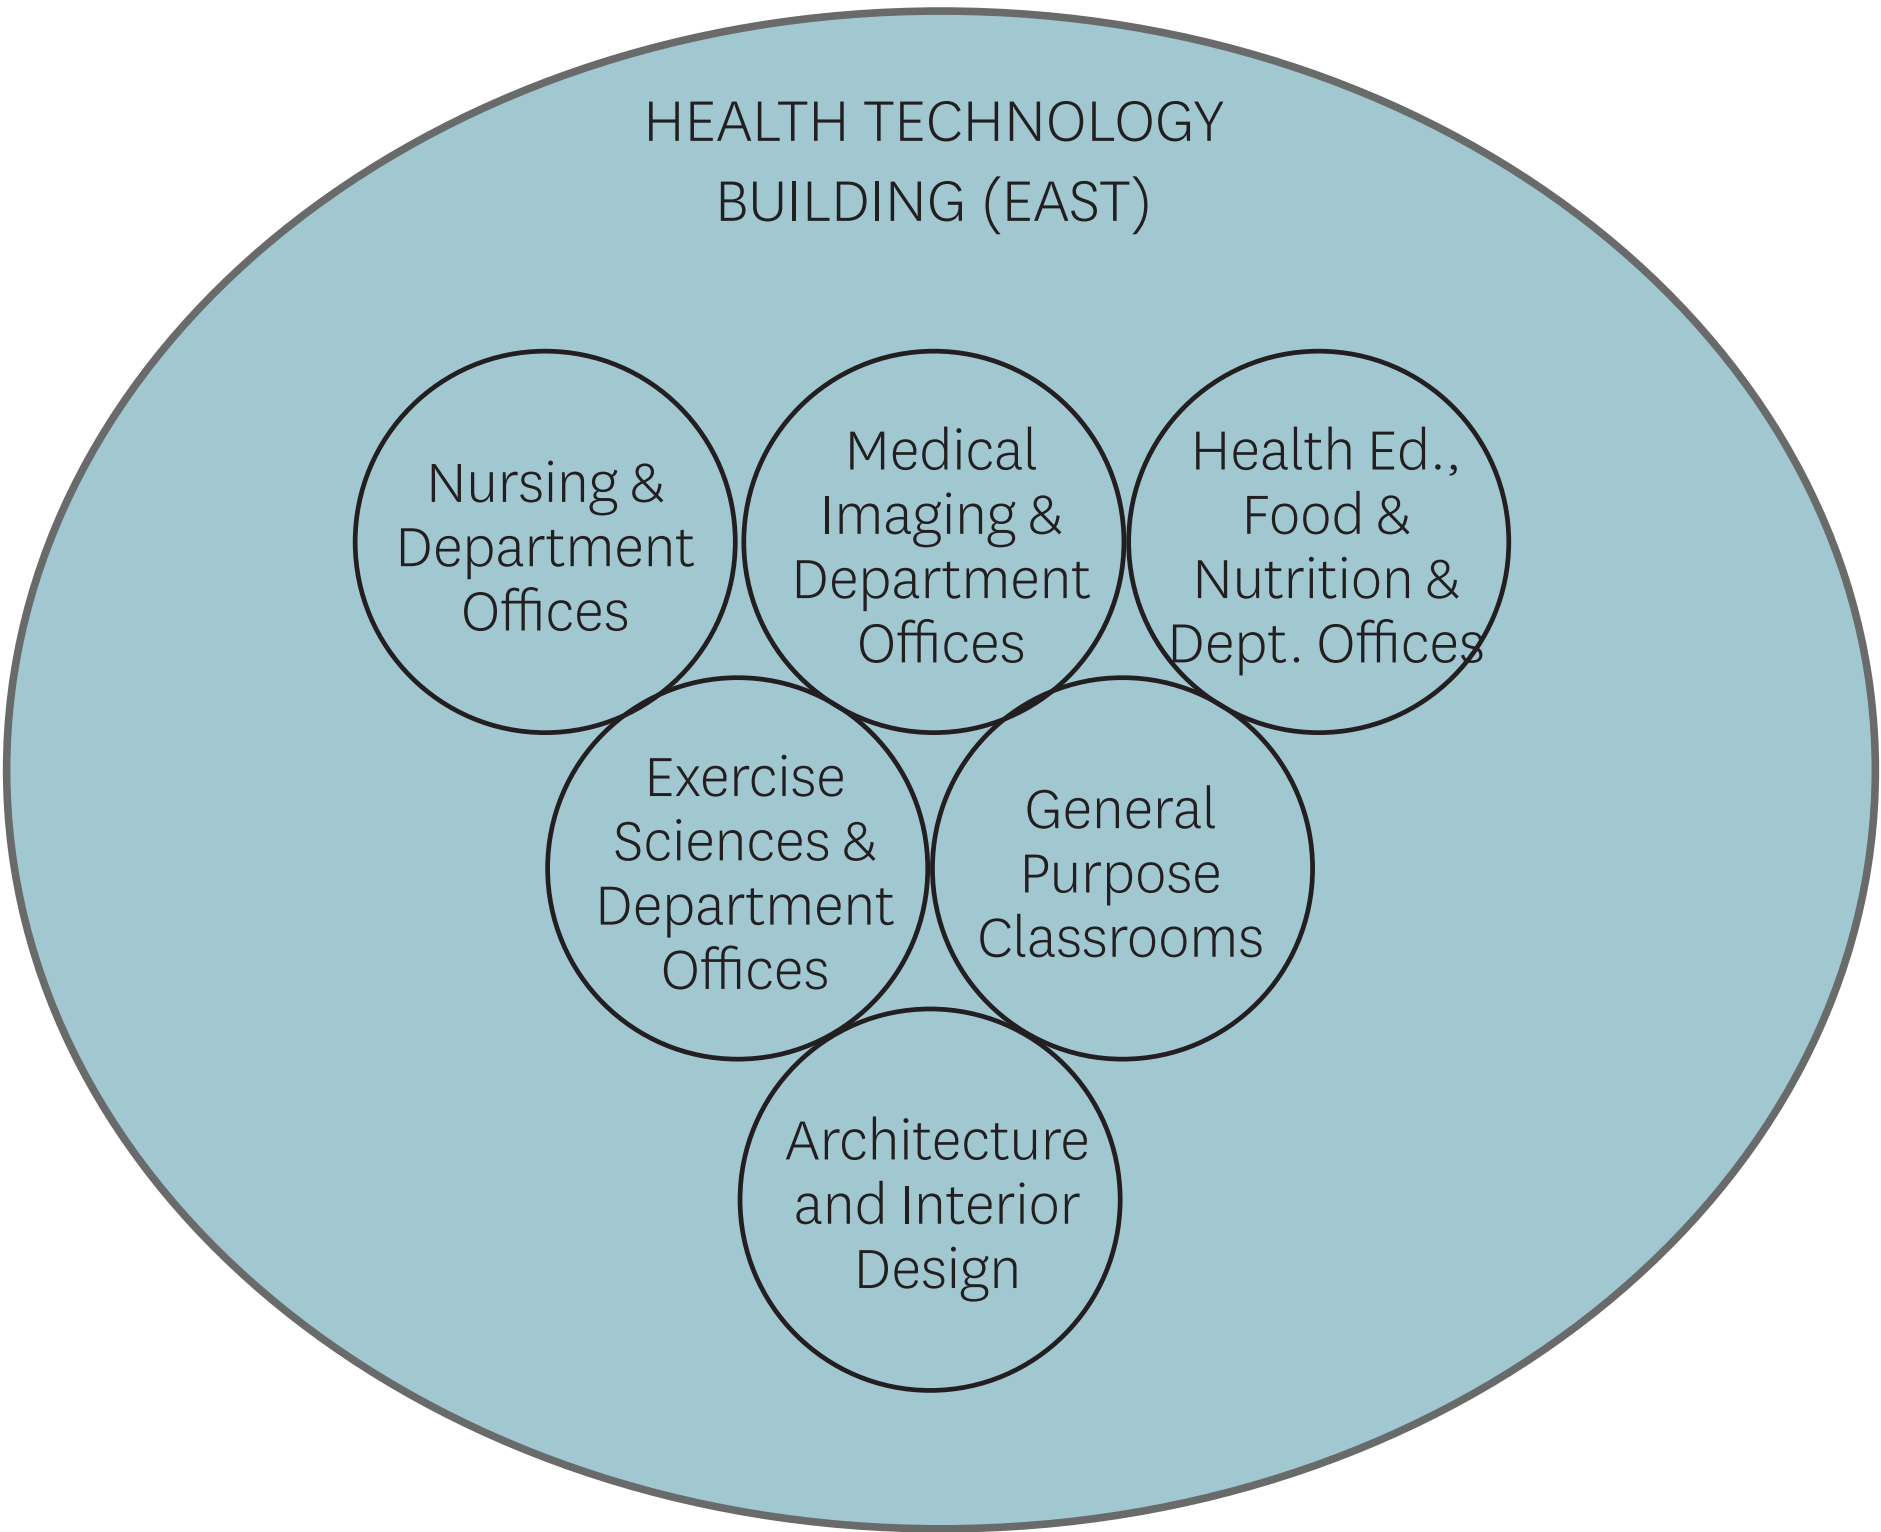 HEALTH TECHNOLOGY
BUILDING (EAST)
Nursing &
Department
Offices
Medical
Imaging &
Department
Offices
Health Ed.,
Food &
Nutrition &
Dept. Offices
Exercise
Sciences &
Department
Offices
General
Purpose
Classrooms
Architecture
and Interior
Design